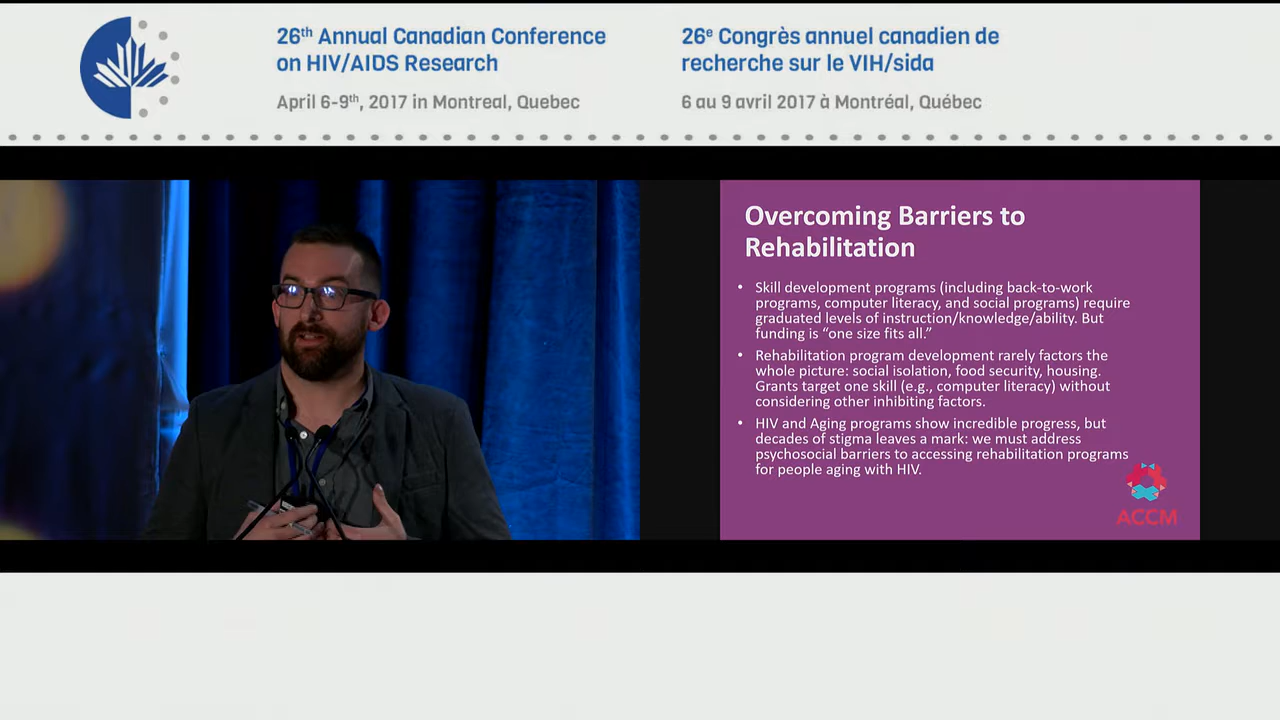 26th Annual Canadian Conference
on HIV/AIDS Research
April 6-9th, 2017 in Montreal, Quebec
26e Congrès annuel canadien de
recherche sur le VIH/sida
6 au 9 avril 2017 à Montréal, Québec
Overcoming Barriers to
Rehabilitation
• Skill development programs (including back-to-work
programs, computer literacy, and social programs) require
graduated levels of instruction/knowledge/ability. But
funding is “one size fits all.”
• Rehabilitation program development rarely factors the
whole picture: social isolation, food security, housing.
Grants target one skill (e.g., computer literacy) without
considering other inhibiting factors.
• HIV and Aging programs show incredible progress, but
decades of stigma leaves a mark: we must address
psychosocial barriers to accessing rehabilitation programs
for people aging with HIV.
ACCM